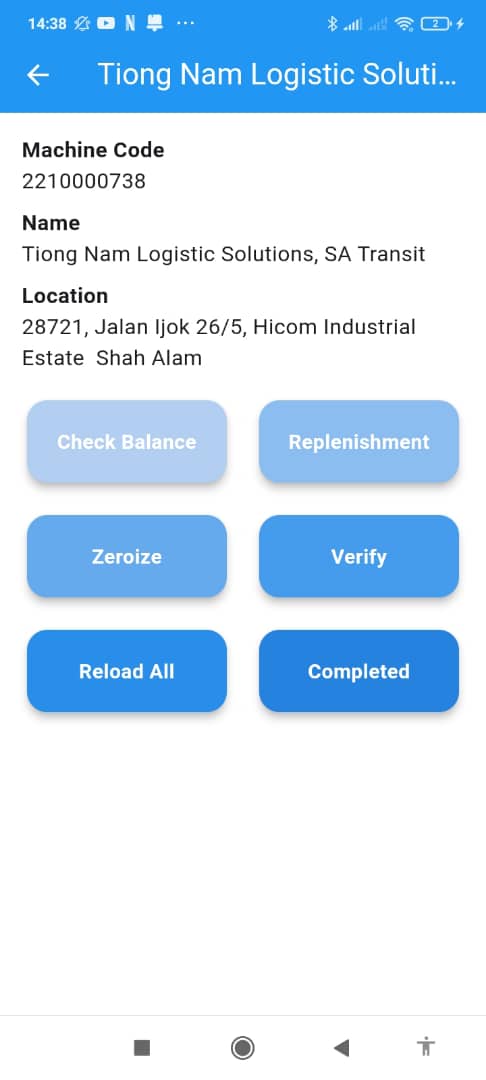 14:38 N ... 2
Tiong Nam Logistic Soluti...
Machine Code
2210000738
Name
Tiong Nam Logistic Solutions, SA Transit
Location
28721, Jalan Ijok 26/5, Hicom Industrial
Estate  Shah Alam
Check Balance Replenishment
Zeroize Verify
Reload All Completed